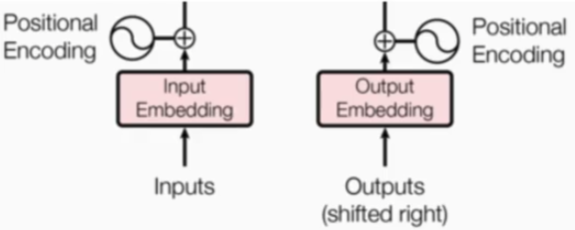 Positional
Encoding
Positional
Encoding
Input
Embedding
Output
Embedding
Inputs
Outputs
(shifted right)